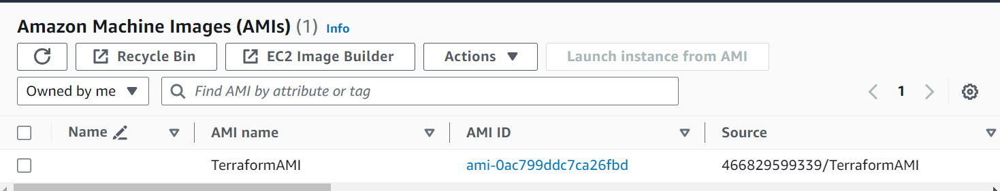 Amazon Machine Images (AMIs) (1) Info
Recycle Bin EC2 Image Builder Actions Launch instance from AMI
Owned by me Find AMI by attribute or tag 1
Name AMI name AMI ID Source
TerraformAMI ami-0ac799ddc7ca26fbd 466829599339/TerraformAMI